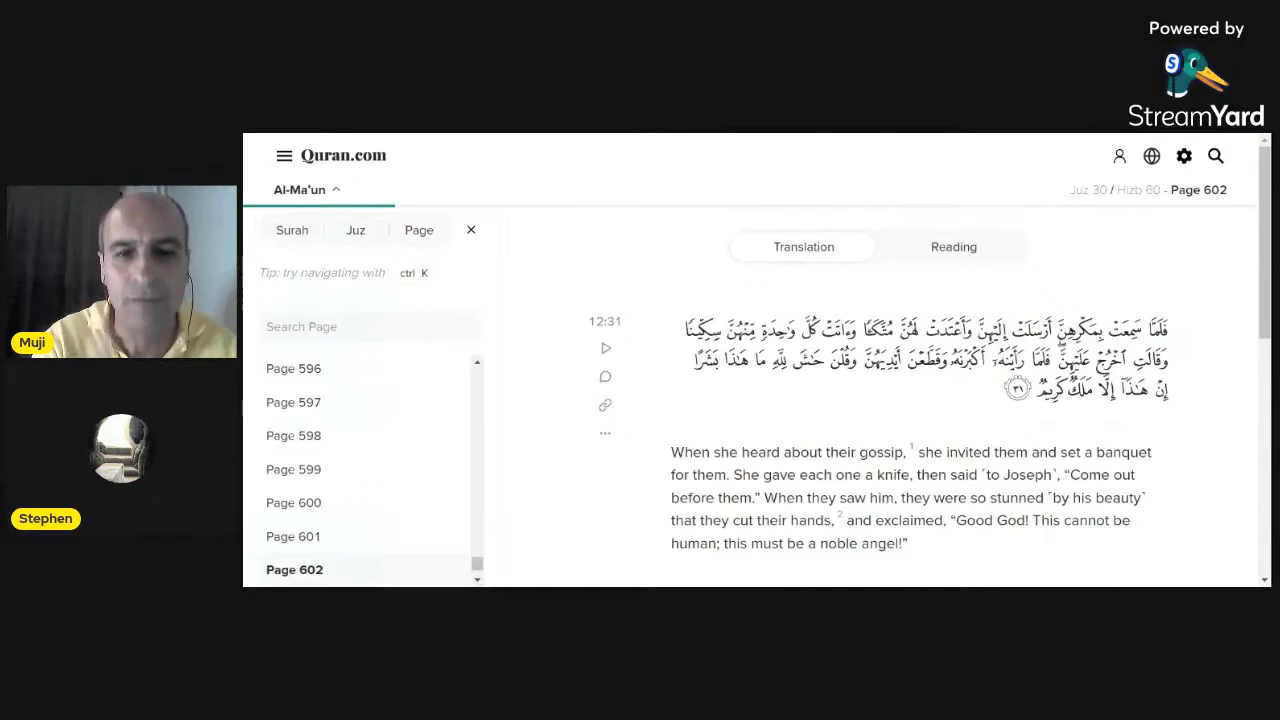 Powered by
StreamYard
Quran.com
Al-Ma'un
Juz 30 / Hizb 60 - Page 602
Surah
Juz
Page
Tip: try navigating with ctrl K
Search Page
Page 596
Page 597
Page 598
Page 599
Page 600
Page 601
Page 602
Translation
Reading
12:31
فَلَمَّا سَمِعَتْ بِمَكْرِهِنَّ أَرْسَلَتْ إِلَيْهِنَّ وَأَعْتَدَتْ لَهُنَّ مُتَّكَـًٔا وَءَاتَتْ كُلَّ وَٰحِدَةٍ مِّنْهُنَّ سِكِّينًا
وَقَالَتِ ٱخْرُجْ عَلَيْهِنَّ ۖ فَلَمَّا رَأَيْنَهُۥٓ أَكْبَرْنَهُۥ وَقَطَّعْنَ أَيْدِيَهُنَّ وَقُلْنَ حَـٰشَ لِلَّهِ مَا هَـٰذَا بَشَرًا
إِنْ هَـٰذَآ إِلَّا مَلَكٌ كَرِيمٌ ٣١
When she heard about their gossip, 1 she invited them and set a banquet
for them. She gave each one a knife, then said ˹to Joseph˺, “Come out
before them.” When they saw him, they were so stunned ˹by his beauty˺
that they cut their hands, 2 and exclaimed, “Good God! This cannot be
human; this must be a noble angel!”
Muji
Stephen